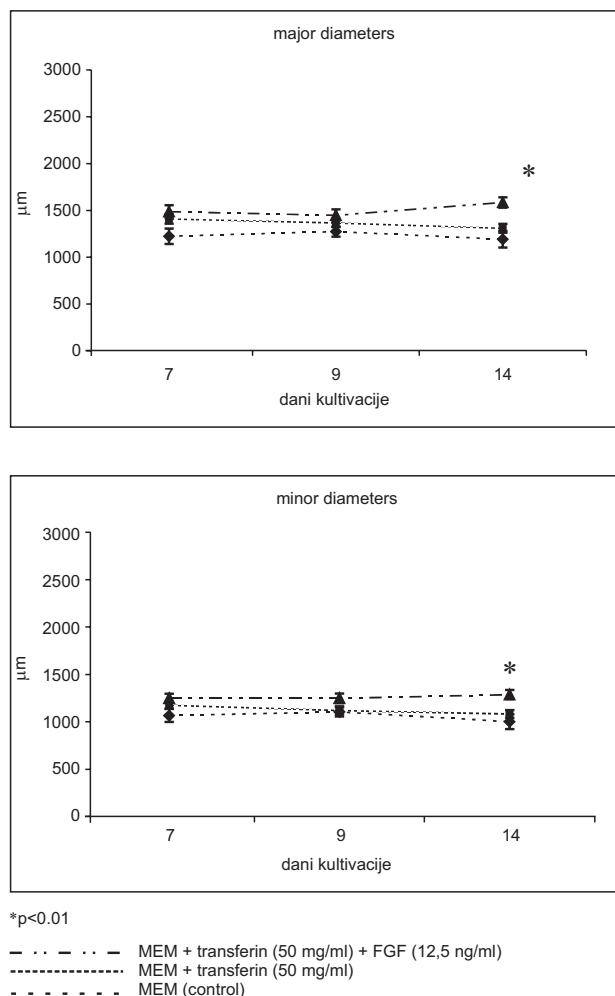 major diameters
3000
2500
2000
1500
1000
500
0
µm
*
7 9 14
dani kultivacije
minor diameters
3000
2500
2000
1500
1000
500
0
µm
*
7 9 14
dani kultivacije
*p<0.01
MEM + transferin (50 mg/ml) + FGF (12,5 ng/ml)
MEM + transferin (50 mg/ml)
MEM (control)